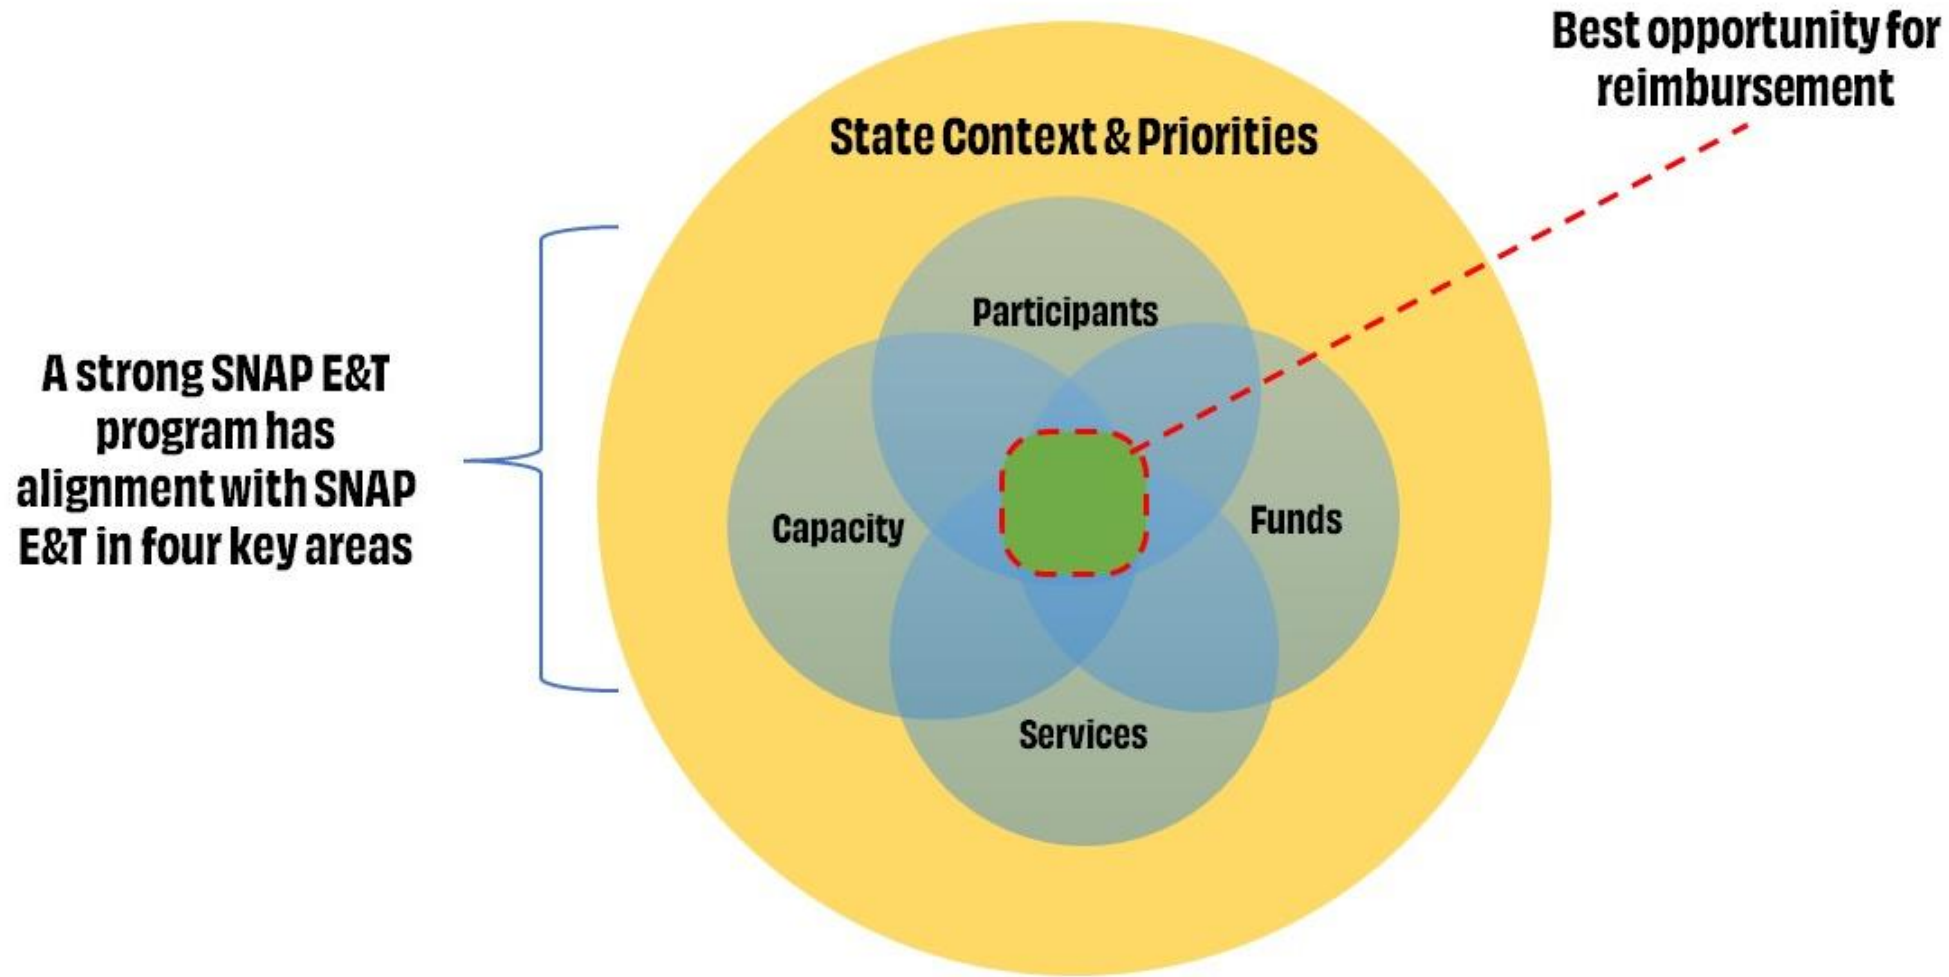 Best opportunity for
reimbursement
State Context & Priorities
Participants
A strong SNAP E&T
program has
alignment with SNAP
E&T in four key areas
Capacity
Funds
Services